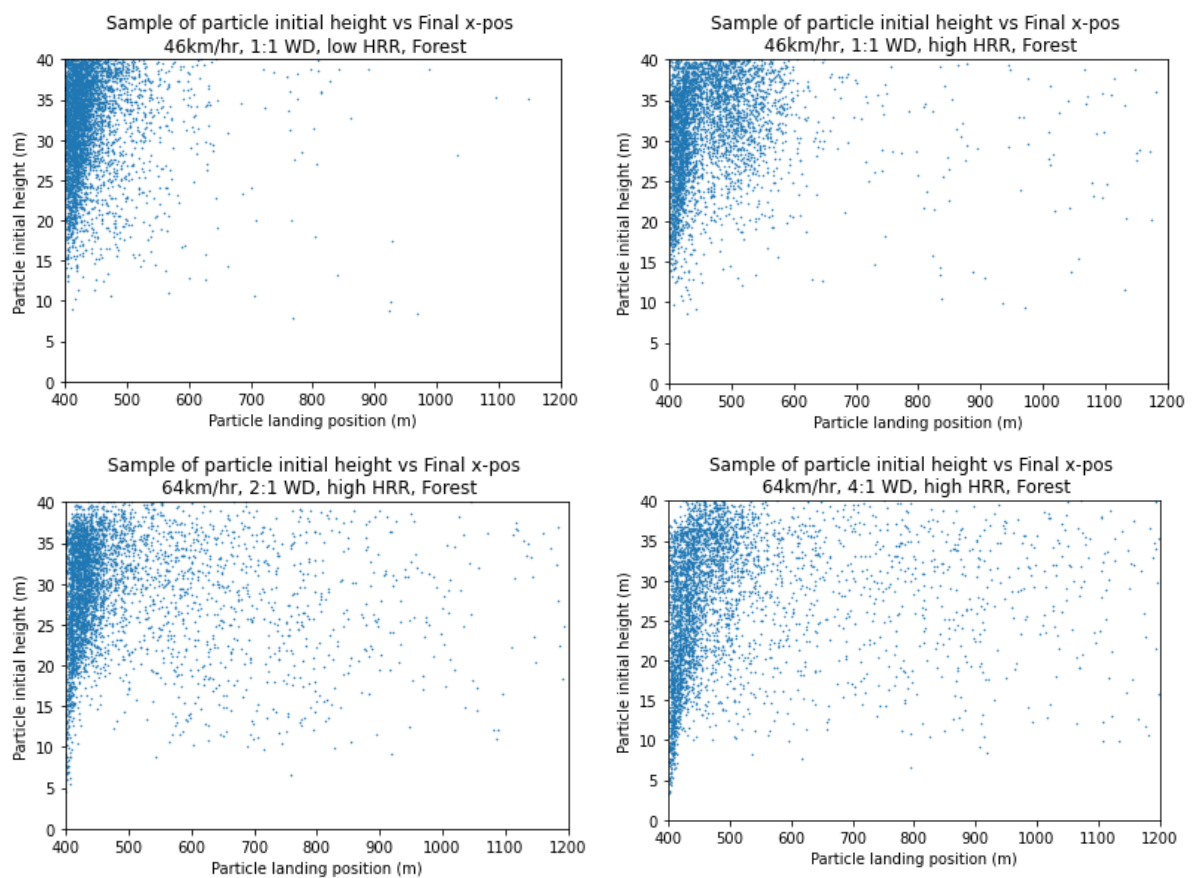 Sample of particle initial height vs Final x-pos
46km/hr, 1:1 WD, low HRR, Forest
40
35
30
25
20
15
10
5
0
Particle initial height (m)
400 500 600 700 800 900 1000 1100 1200
Particle landing position (m)
Sample of particle initial height vs Final x-pos
46km/hr, 1:1 WD, high HRR, Forest
40
35
30
25
20
15
10
5
0
Particle initial height (m)
400 500 600 700 800 900 1000 1100 1200
Particle landing position (m)
Sample of particle initial height vs Final x-pos
64km/hr, 2:1 WD, high HRR, Forest
40
35
30
25
20
15
10
5
0
Particle initial height (m)
400 500 600 700 800 900 1000 1100 1200
Particle landing position (m)
Sample of particle initial height vs Final x-pos
64km/hr, 4:1 WD, high HRR, Forest
40
35
30
25
20
15
10
5
0
Particle initial height (m)
400 500 600 700 800 900 1000 1100 1200
Particle landing position (m)